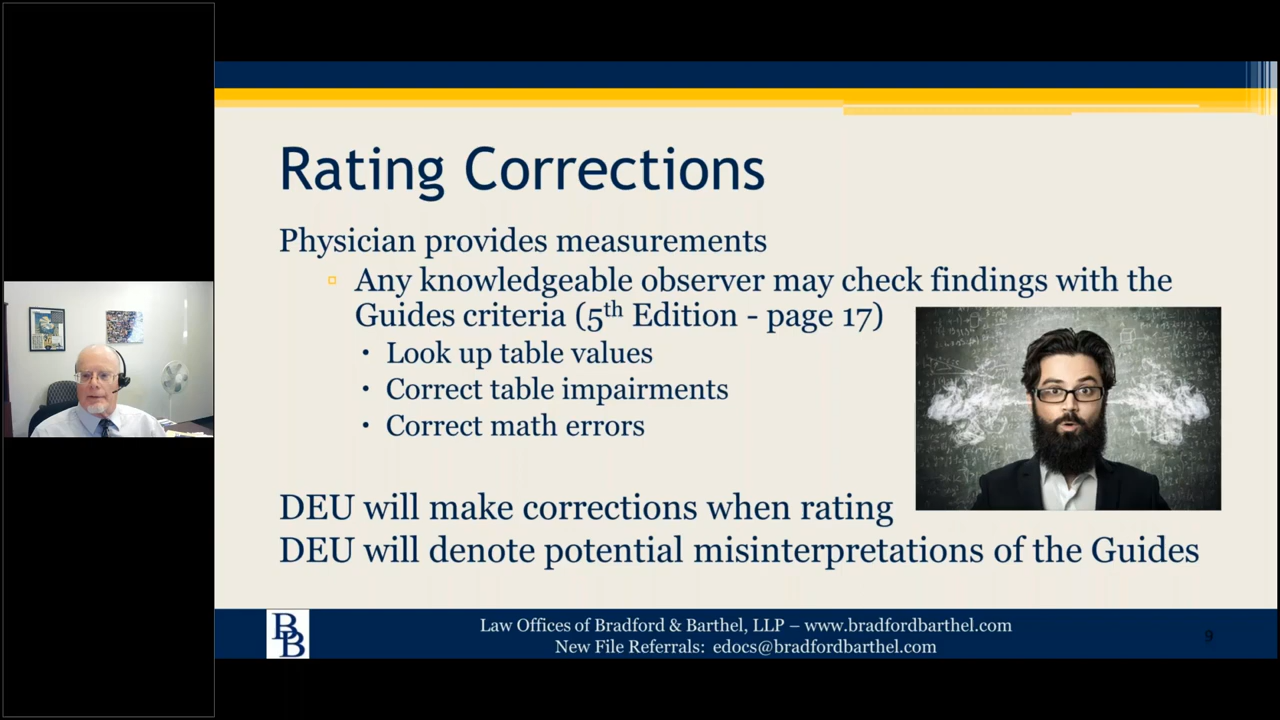 Rating Corrections
Physician provides measurements
Any knowledgeable observer may check findings with the
Guides criteria (5th Edition - page 17)
Look up table values
Correct table impairments
Correct math errors
DEU will make corrections when rating
DEU will denote potential misinterpretations of the Guides
BB
Law Offices of Bradford & Barthel, LLP – www.bradfordbarthel.com
New File Referrals: edocs@bradfordbarthel.com
9